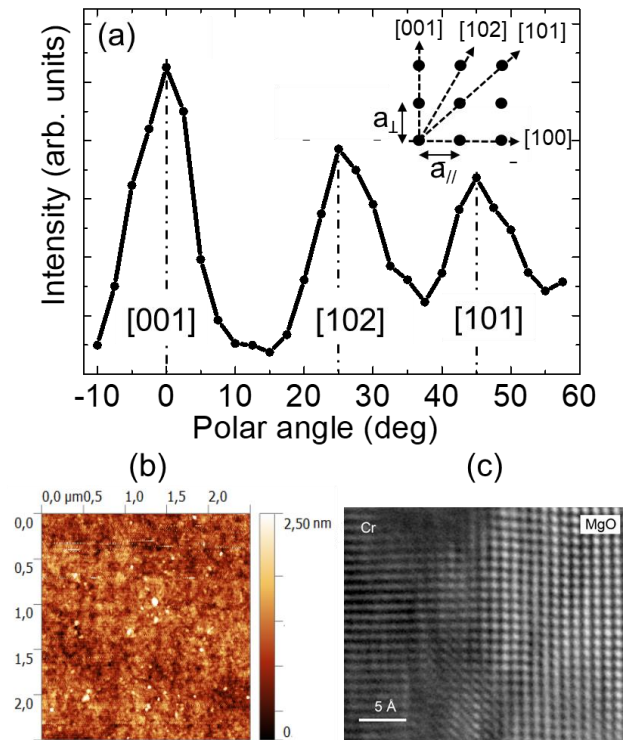 (a)
[001]
[102]
[101]
a⊥
[100]
a//
Intensity (arb. units)
[001]
[102]
[101]
-10 0 10 20 30 40 50 60
Polar angle (deg)
(b)
(c)
0,0 µm0,5 1,0 1,5 2,0
0,0
0,5
1,0
1,5
2,0
2,50 nm
0
Cr
MgO
5 Å